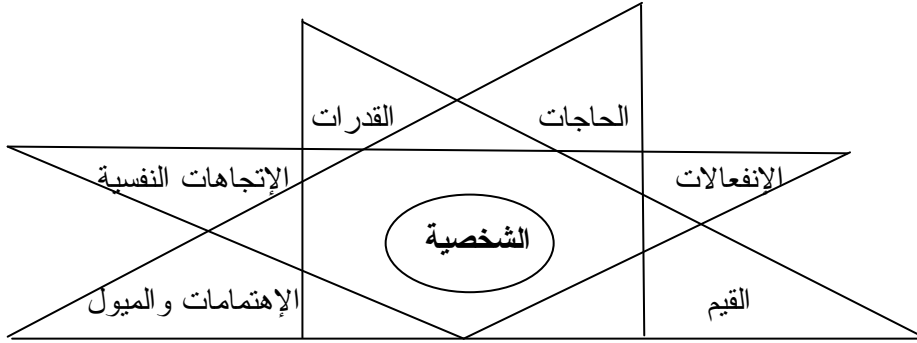 الحاجات
القدرات
الإنفعالات
الإتجاهات النفسية
الشخصية
القيم
الإهتمامات والميول